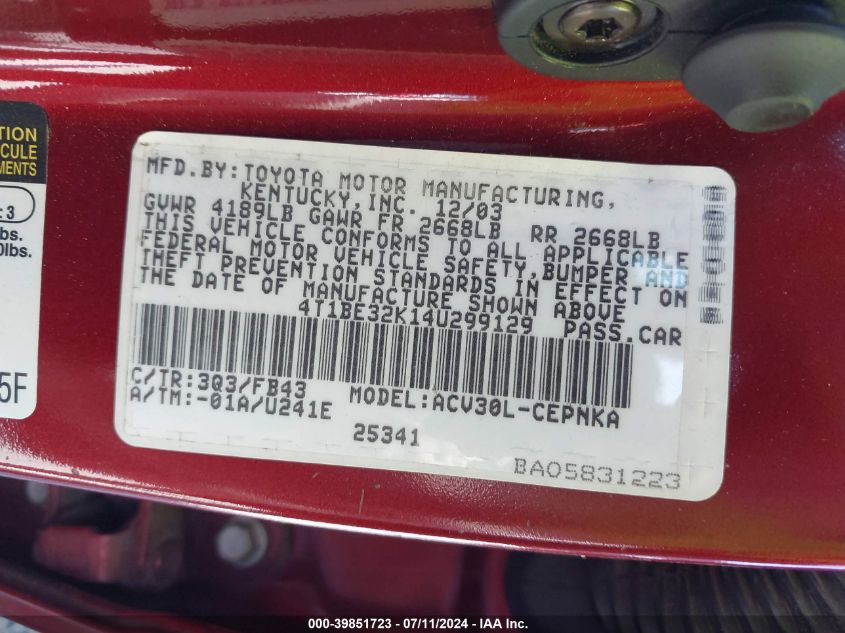 TION
ICULE
EMENTS
: 3
bs.
0lbs.
5F
MFD.BY:TOYOTA MOTOR MANUFACTURING,
KENTUCKY,INC. 12/03
GVWR 4189LB GAWR FR 2668LB RR 2668LB
THIS VEHICLE CONFORMS TO ALL APPLICABLE
FEDERAL MOTOR VEHICLE SAFETY,BUMPER AND
THEFT PREVENTION STANDARDS IN EFFECT ON
THE DATE OF MANUFACTURE SHOWN ABOVE
4T1BE32K14U299129 PASS.CAR
C/TR:3Q3/FB43
A/TM:-01A/U241E MODEL:ACV30L-CEPNKA
25341
BA05831223
000-39851723 - 07/11/2024 - IAA Inc.